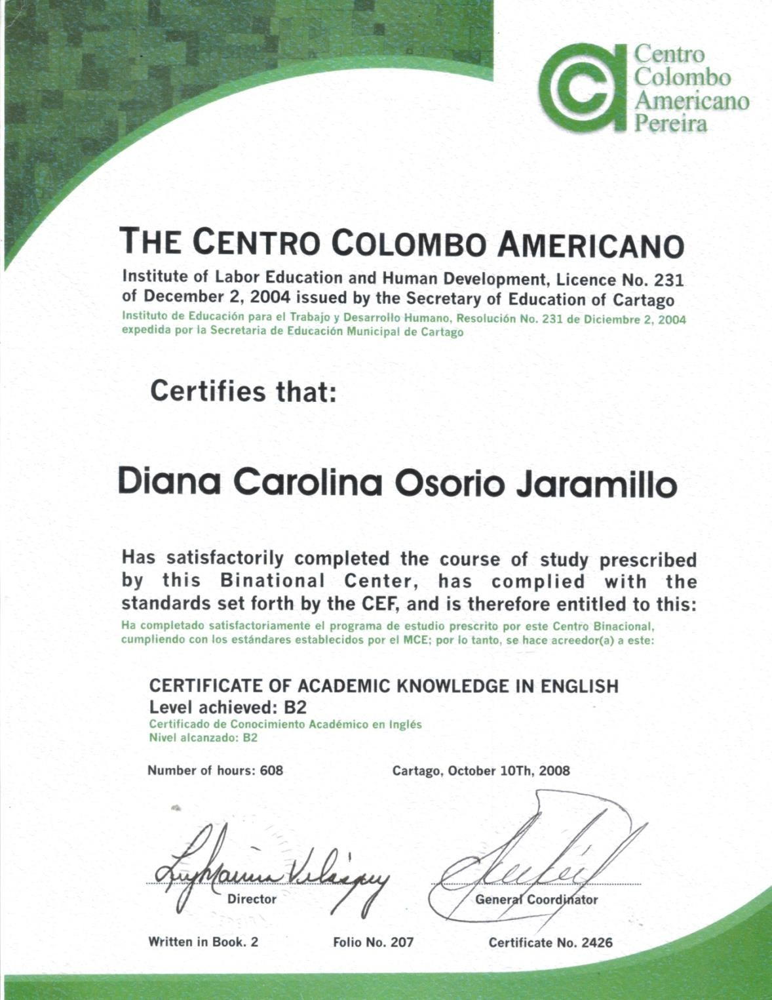 Centro
Colombo
Americano
Pereira
THE CENTRO COLOMBO AMERICANO
Institute of Labor Education and Human Development, Licence No. 231
of December 2, 2004 issued by the Secretary of Education of Cartago
Instituto de Educación para el Trabajo y Desarrollo Humano, Resolución No. 231 de Diciembre 2, 2004
expedida por la Secretaria de Educación Municipal de Cartago
Certifies that:
Diana Carolina Osorio Jaramillo
Has satisfactorily completed the course of study prescribed
by this Binational Center, has complied with the
standards set forth by the CEF, and is therefore entitled to this:
Ha completado satisfactoriamente el programa de estudio prescrito por este Centro Binacional,
cumpliendo con los estándares establecidos por el MCE; por lo tanto, se hace acreedor(a) a este:
CERTIFICATE OF ACADEMIC KNOWLEDGE IN ENGLISH
Level achieved: B2
Certificado de Conocimiento Académico en Inglés
Nivel alcanzado: B2
Number of hours: 608 Cartago, October 10Th, 2008
Director General Coordinator
Written in Book. 2 Folio No. 207 Certificate No. 2426